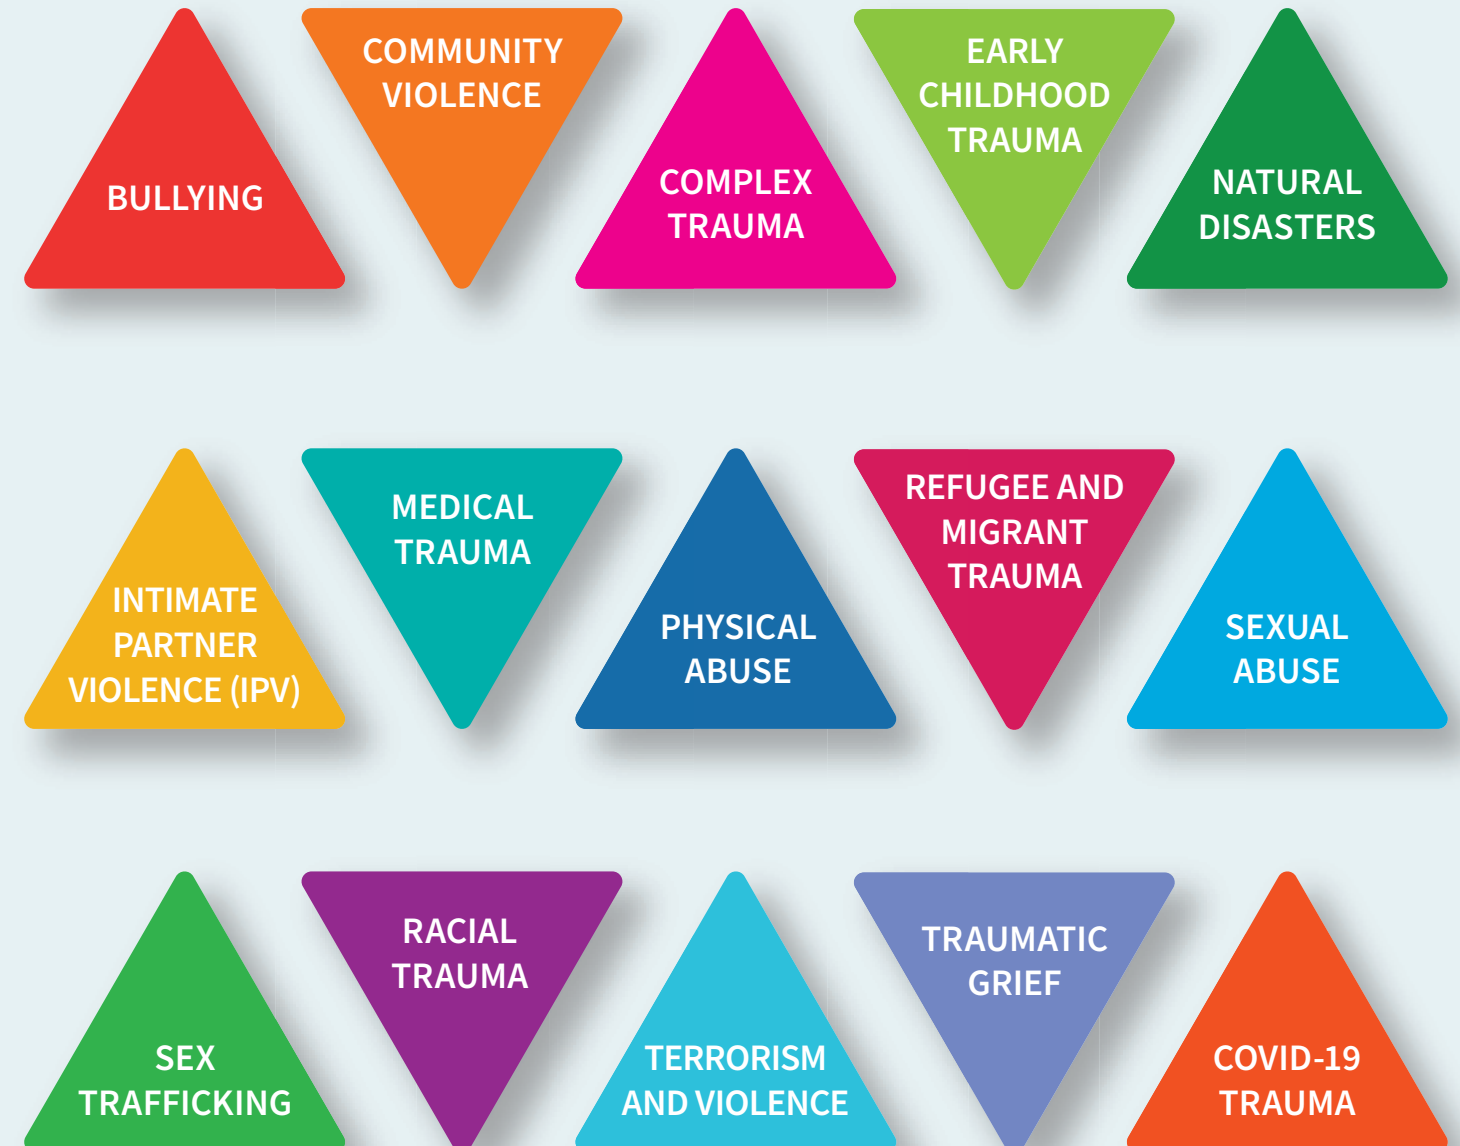 BULLYING
COMMUNITY
VIOLENCE
COMPLEX
TRAUMA
EARLY
CHILDHOOD
TRAUMA
NATURAL
DISASTERS
INTIMATE
PARTNER
VIOLENCE (IPV)
MEDICAL
TRAUMA
PHYSICAL
ABUSE
REFUGEE AND
MIGRANT
TRAUMA
SEXUAL
ABUSE
SEX
TRAFFICKING
RACIAL
TRAUMA
TERRORISM
AND VIOLENCE
TRAUMATIC
GRIEF
COVID-19
TRAUMA